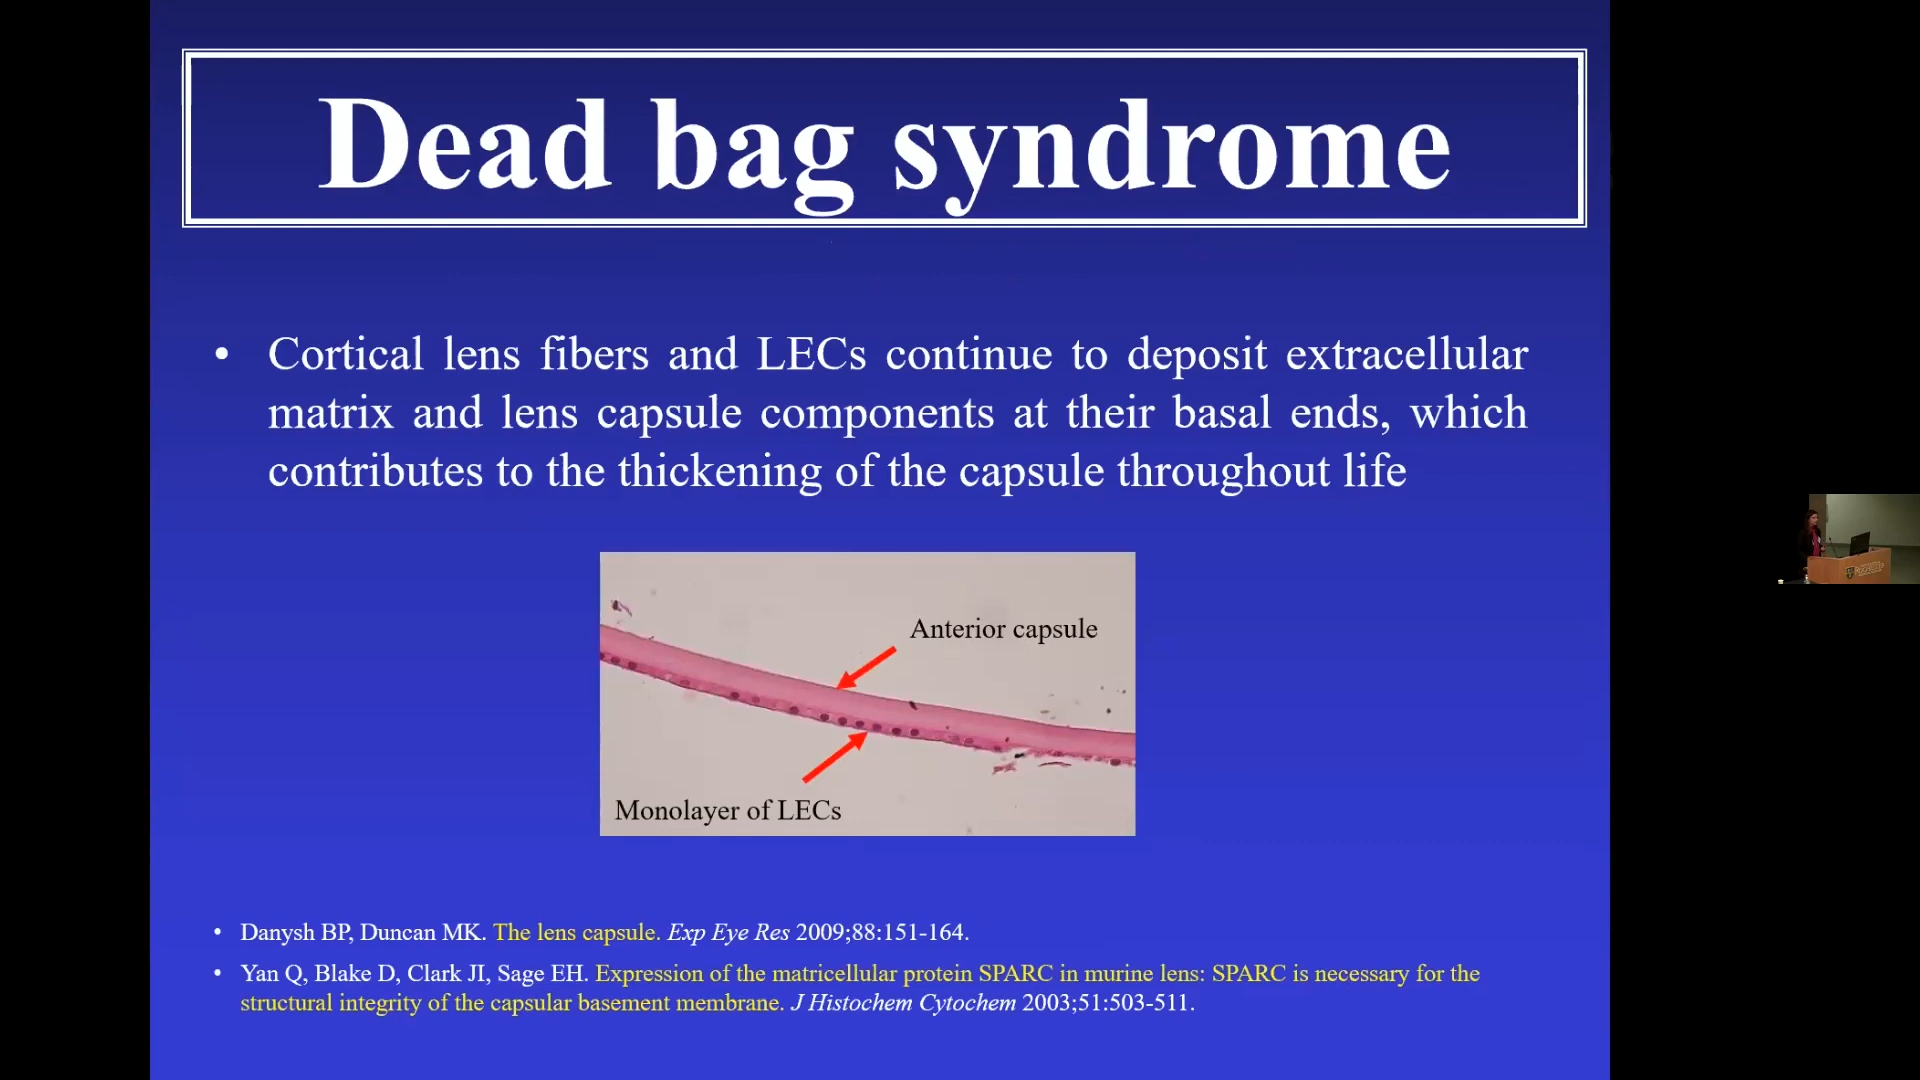 Dead bag syndrome
• Cortical lens fibers and LECs continue to deposit extracellular
matrix and lens capsule components at their basal ends, which
contributes to the thickening of the capsule throughout life
Anterior capsule
Monolayer of LECs
• Danysh BP, Duncan MK. The lens capsule. Exp Eye Res 2009;88:151-164.
• Yan Q, Blake D, Clark JI, Sage EH. Expression of the matricellular protein SPARC in murine lens: SPARC is necessary for the
structural integrity of the capsular basement membrane. J Histochem Cytochem 2003;51:503-511.